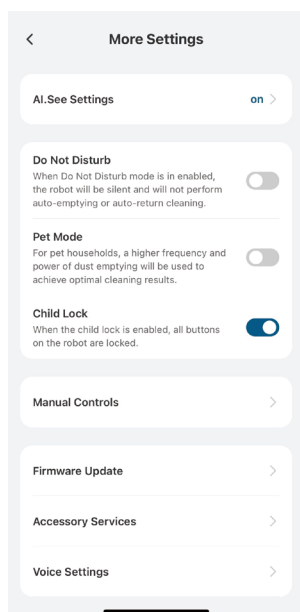 More Settings
AI.See Settings
on
Do Not Disturb
When Do Not Disturb mode is in enabled,
the robot will be silent and will not perform
auto-emptying or auto-return cleaning.
Pet Mode
For pet households, a higher frequency and
power of dust emptying will be used to
achieve optimal cleaning results.
Child Lock
When the child lock is enabled, all buttons
on the robot are locked.
Manual Controls
Firmware Update
Accessory Services
Voice Settings